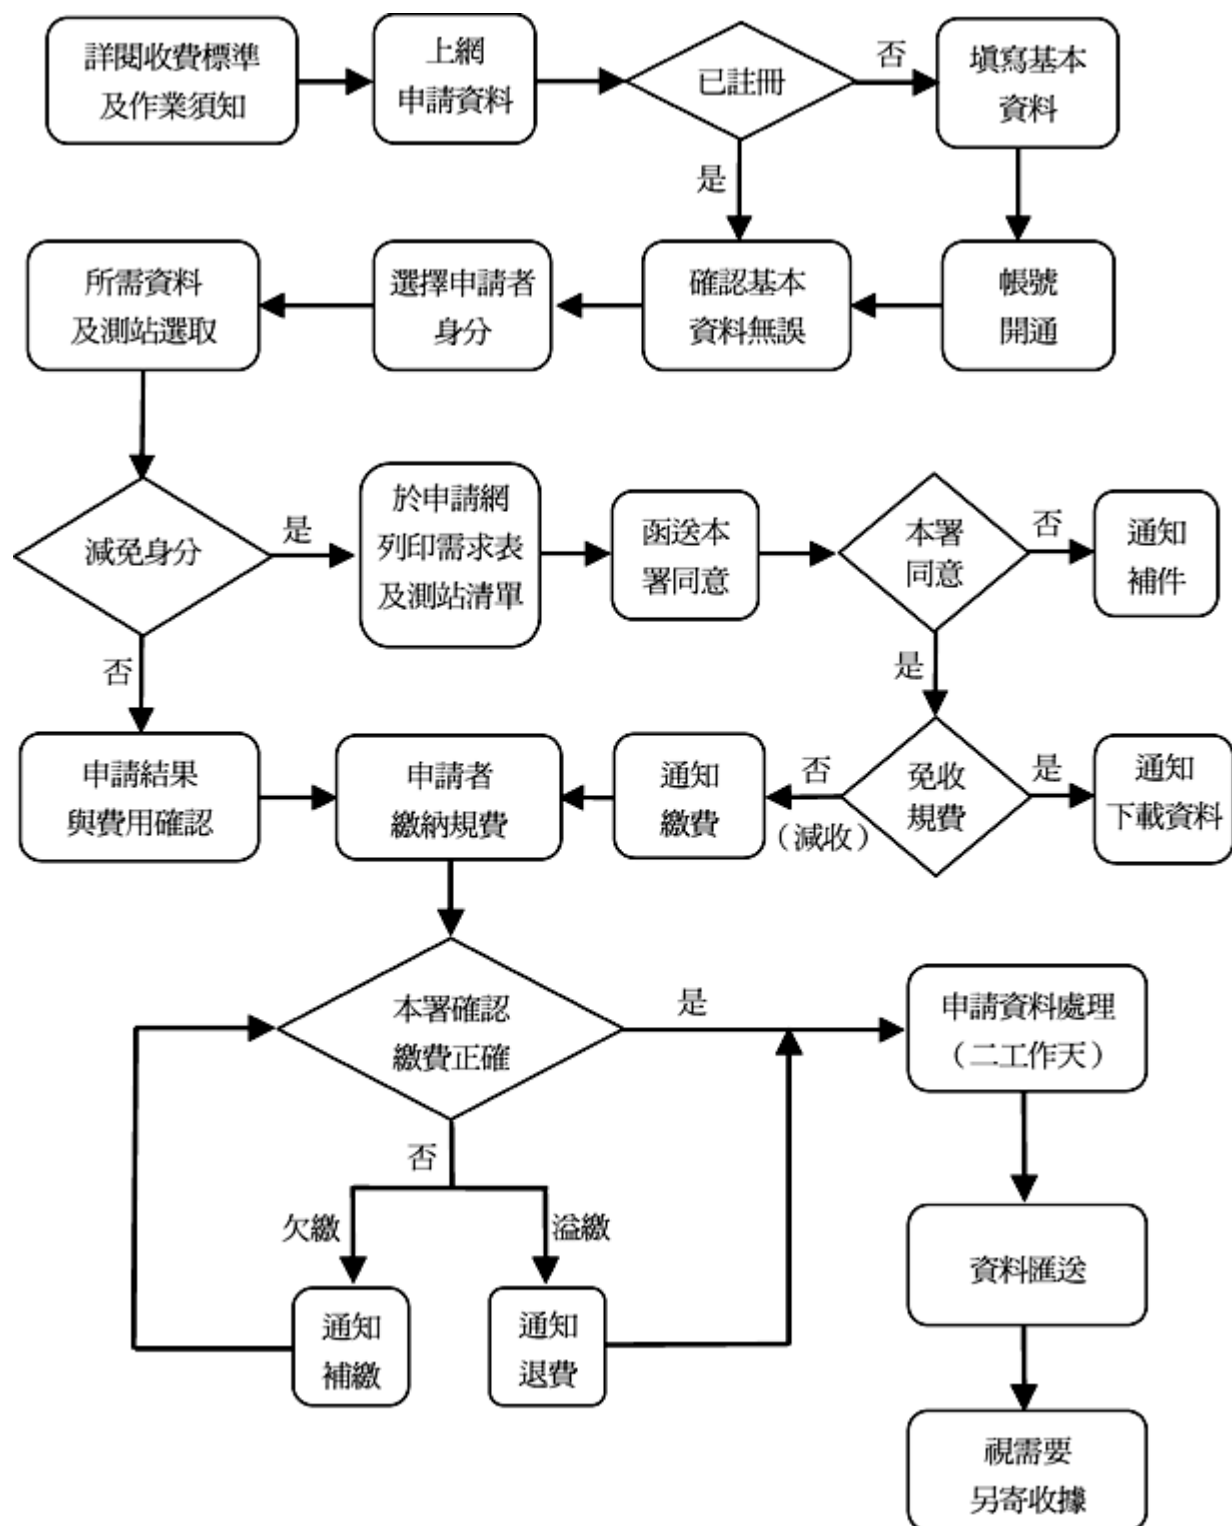 詳閱收費標準
及作業須知
上網
申請資料
已註冊
否
填寫基本
資料
是
所需資料
及測站選取
選擇申請者
身分
確認基本
資料無誤
帳號
開通
減免身分
是
於申請網
列印需求表
及測站清單
函送本
署同意
本署
同意
否
通知
補件
否
是
申請結果
與費用確認
申請者
繳納規費
通知
繳費
否
(減收)
免收
規費
是
通知
下載資料
本署確認
繳費正確
是
申請資料處理
(二工作天)
否
欠繳
溢繳
通知
補繳
通知
退費
資料匯送
視需要
另寄收據